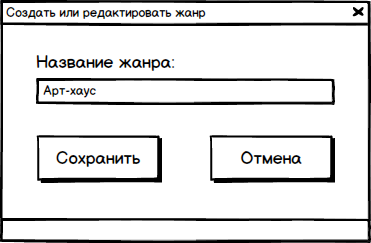 Создать или редактировать жанр
Название жанра:
Арт-хаус
Сохранить
Отмена